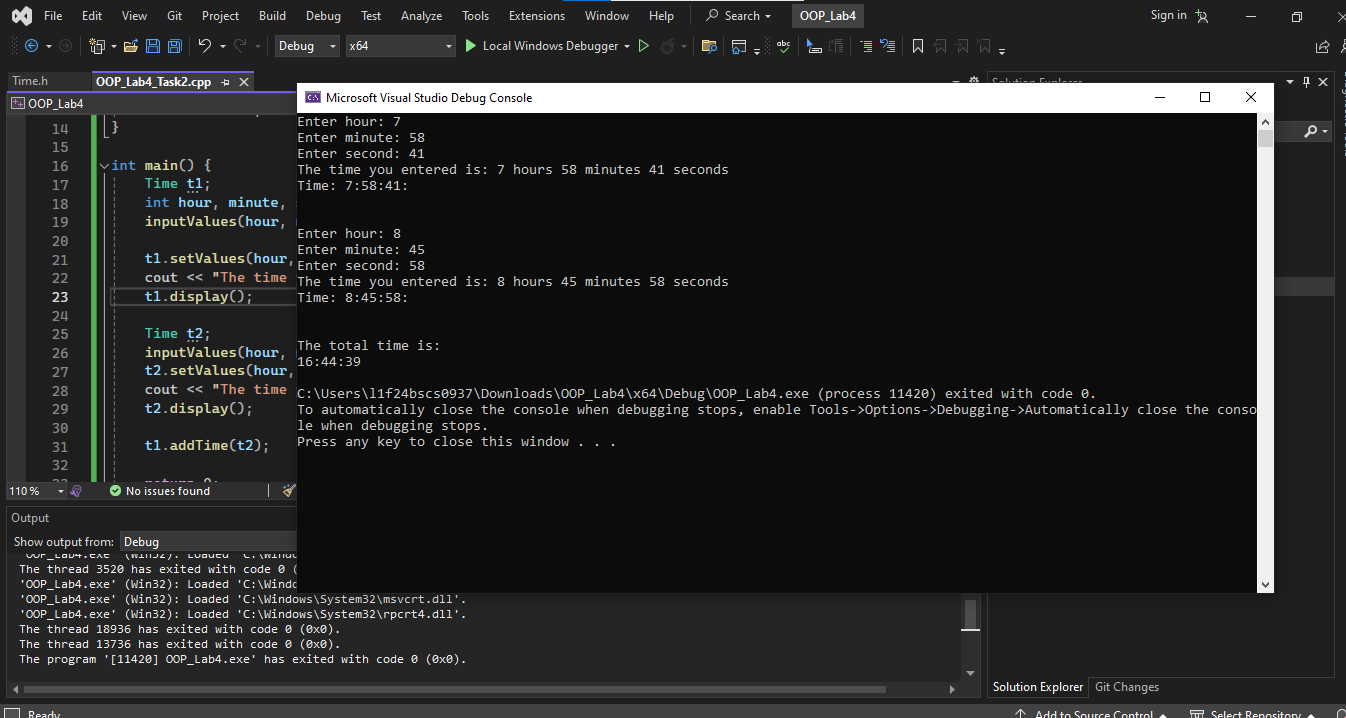 File Edit View Git Project Build Debug Test Analyze Tools Extensions Window Help Search OOP_Lab4 Sign in
Debug x64 Local Windows Debugger
Time.h OOP_Lab4_Task2.cpp
OOP_Lab4
14 }
15
16 int main() {
17 Time t1;
18 int hour, minute,
19 inputValues(hour,
20
21 t1.setValues(hour,
22 cout << "The time
23 t1.display();
24
25 Time t2;
26 inputValues(hour,
27 t2.setValues(hour,
28 cout << "The time
29 t2.display();
30
31 t1.addTime(t2);
32
110 % No issues found
Microsoft Visual Studio Debug Console
Enter hour: 7
Enter minute: 58
Enter second: 41
The time you entered is: 7 hours 58 minutes 41 seconds
Time: 7:58:41:
Enter hour: 8
Enter minute: 45
Enter second: 58
The time you entered is: 8 hours 45 minutes 58 seconds
Time: 8:45:58:
The total time is:
16:44:39
C:\Users\l1f24bscs0937\Downloads\OOP_Lab4\x64\Debug\OOP_Lab4.exe (process 11420) exited with code 0.
To automatically close the console when debugging stops, enable Tools->Options->Debugging->Automatically close the conso
le when debugging stops.
Press any key to close this window . . .
Output
Show output from: Debug
'OOP_Lab4.exe' (Win32): Loaded 'C:\Windo
The thread 3520 has exited with code 0 (
'OOP_Lab4.exe' (Win32): Loaded 'C:\Windo
'OOP_Lab4.exe' (Win32): Loaded 'C:\Windows\System32\msvcrt.dll'.
'OOP_Lab4.exe' (Win32): Loaded 'C:\Windows\System32\rpcrt4.dll'.
The thread 18936 has exited with code 0 (0x0).
The thread 13736 has exited with code 0 (0x0).
The program '[11420] OOP_Lab4.exe' has exited with code 0 (0x0).
Solution Explorer
Solution Explorer Git Changes
Ready Add to Source Control Select Repository